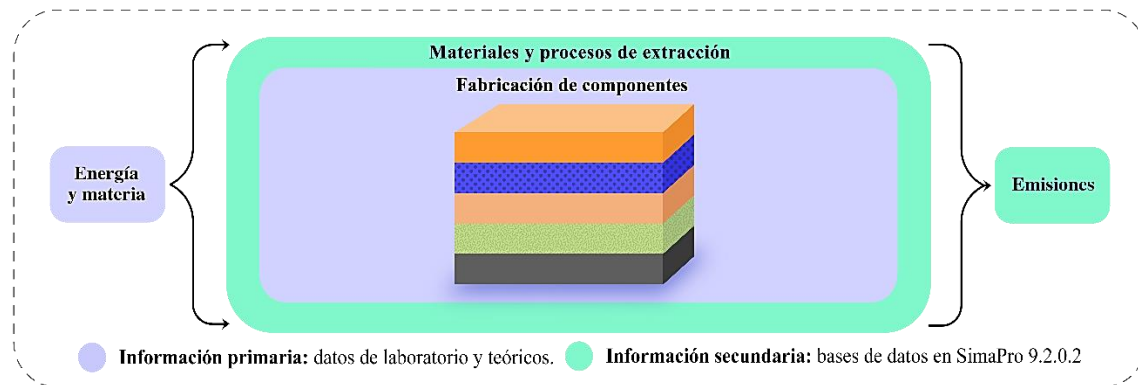 Materiales y procesos de extracción
Fabricación de componentes
Energía
y materia
Emisiones
Información primaria: datos de laboratorio y teóricos.
Información secundaria: bases de datos en SimaPro 9.2.0.2